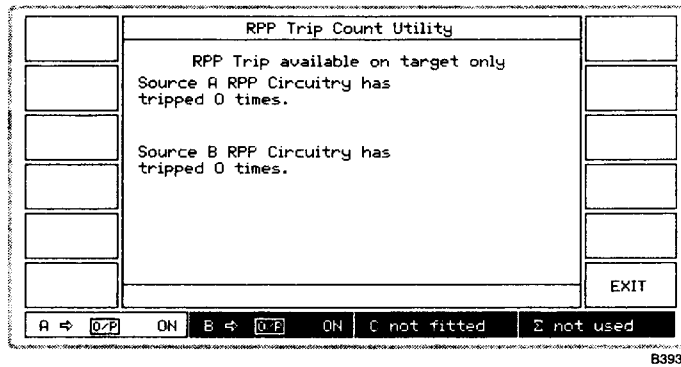 RPP Trip Count Utility
RPP Trip available on target only
Source A RPP Circuitry has
tripped 0 times.
Source B RPP Circuitry has
tripped 0 times.
EXIT
A ⇨ O/P ON B ⇨ O/P ON C not fitted Σ not used
B393